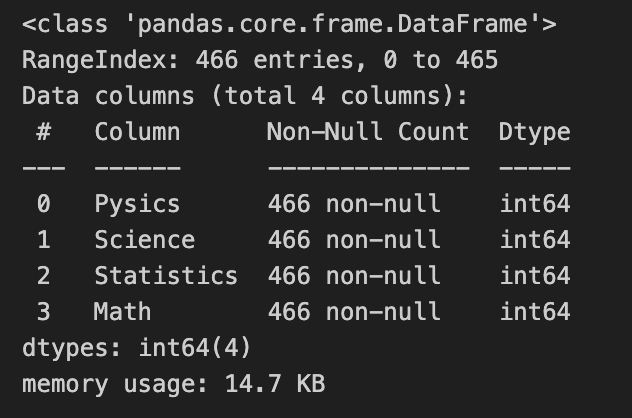 <class 'pandas.core.frame.DataFrame'>
RangeIndex: 466 entries, 0 to 465
Data columns (total 4 columns):
 #   Column      Non-Null Count  Dtype
---  ------      --------------  -----
 0   Pysics      466 non-null    int64
 1   Science     466 non-null    int64
 2   Statistics  466 non-null    int64
 3   Math        466 non-null    int64
dtypes: int64(4)
memory usage: 14.7 KB